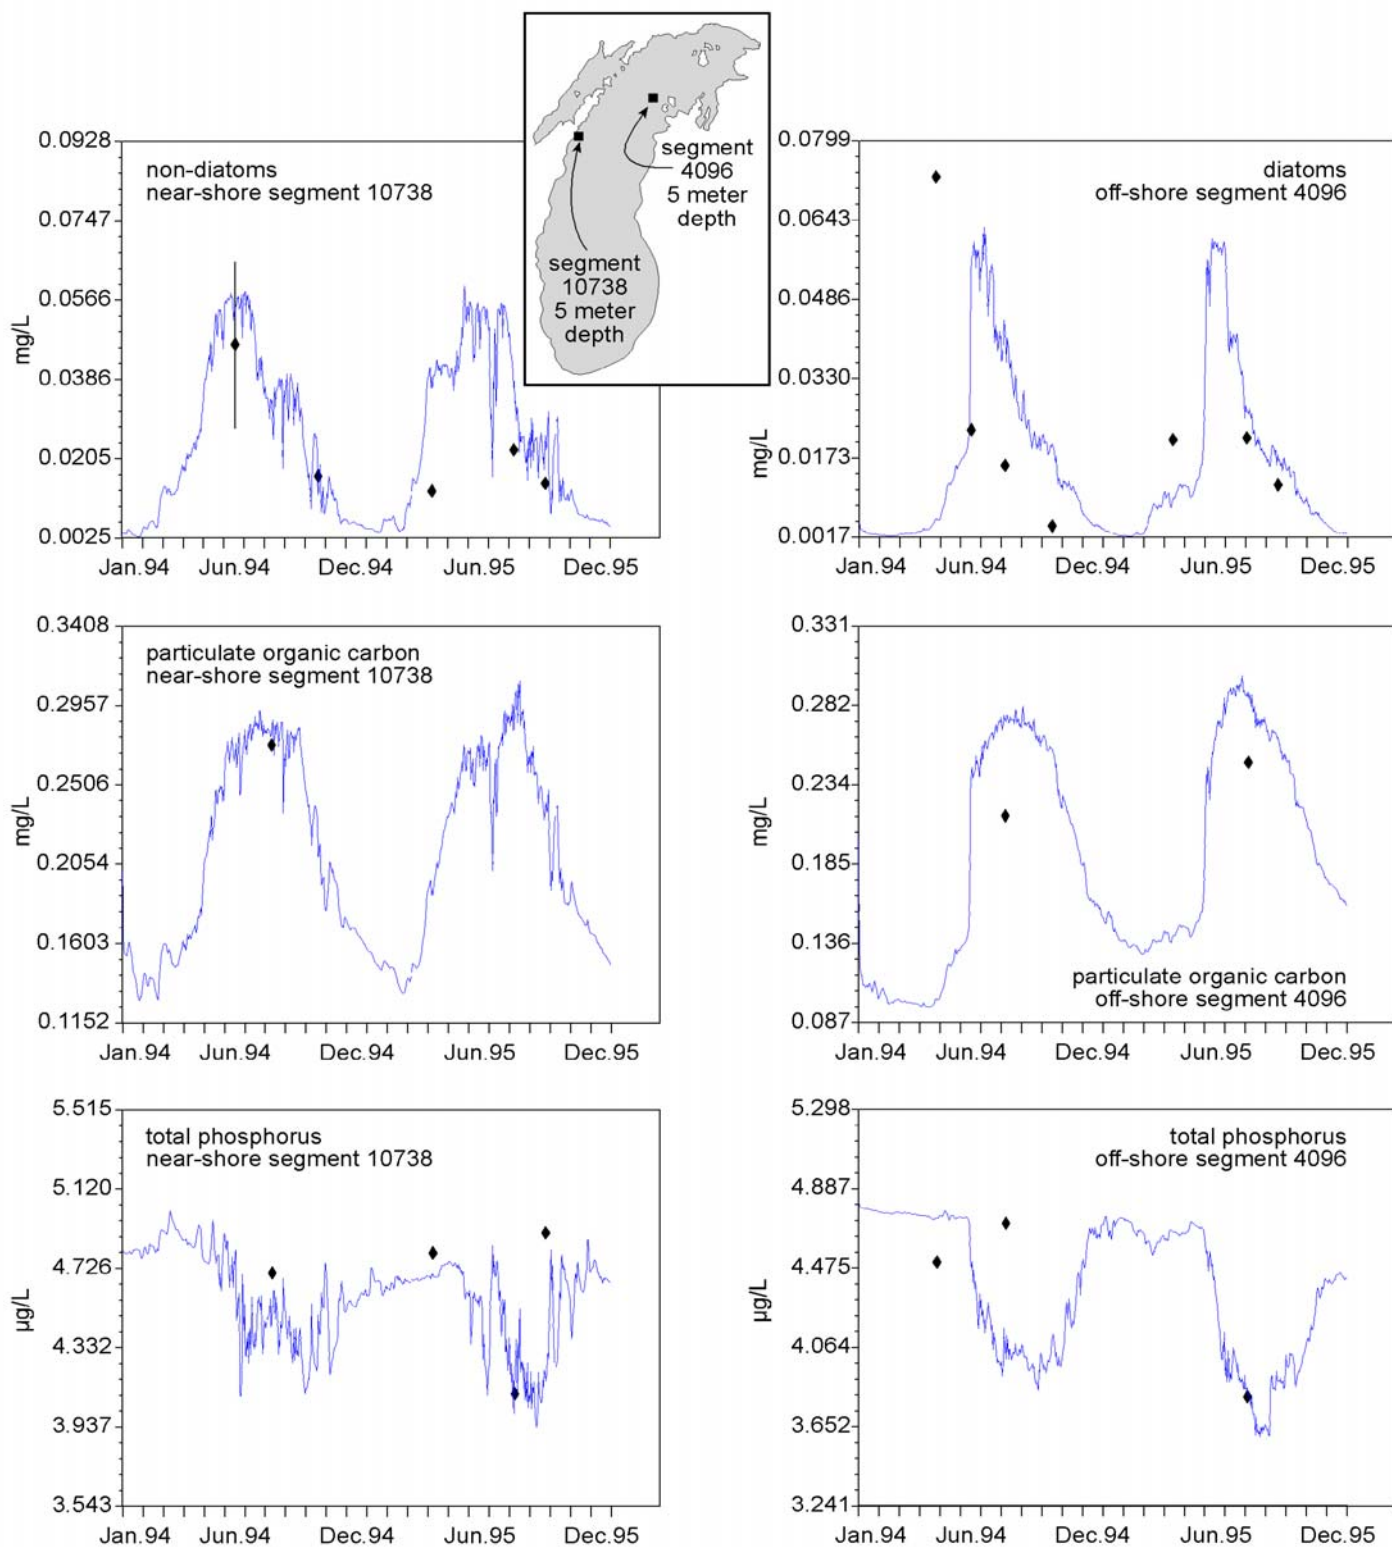 segment
4096
5 meter
depth
segment
10738
5 meter
depth
0.0928
0.0747
0.0566
0.0386
0.0205
0.0025
mg/L
non-diatoms
near-shore segment 10738
Jan.94 Jun.94 Dec.94 Jun.95 Dec.95
0.0799
0.0643
0.0486
0.0330
0.0173
0.0017
mg/L
diatoms
off-shore segment 4096
Jan.94 Jun.94 Dec.94 Jun.95 Dec.95
0.3408
0.2957
0.2506
0.2054
0.1603
0.1152
mg/L
particulate organic carbon
near-shore segment 10738
Jan.94 Jun.94 Dec.94 Jun.95 Dec.95
0.331
0.282
0.234
0.185
0.136
0.087
mg/L
particulate organic carbon
off-shore segment 4096
Jan.94 Jun.94 Dec.94 Jun.95 Dec.95
5.515
5.120
4.726
4.332
3.937
3.543
µg/L
total phosphorus
near-shore segment 10738
Jan.94 Jun.94 Dec.94 Jun.95 Dec.95
5.298
4.887
4.475
4.064
3.652
3.241
µg/L
total phosphorus
off-shore segment 4096
Jan.94 Jun.94 Dec.94 Jun.95 Dec.95